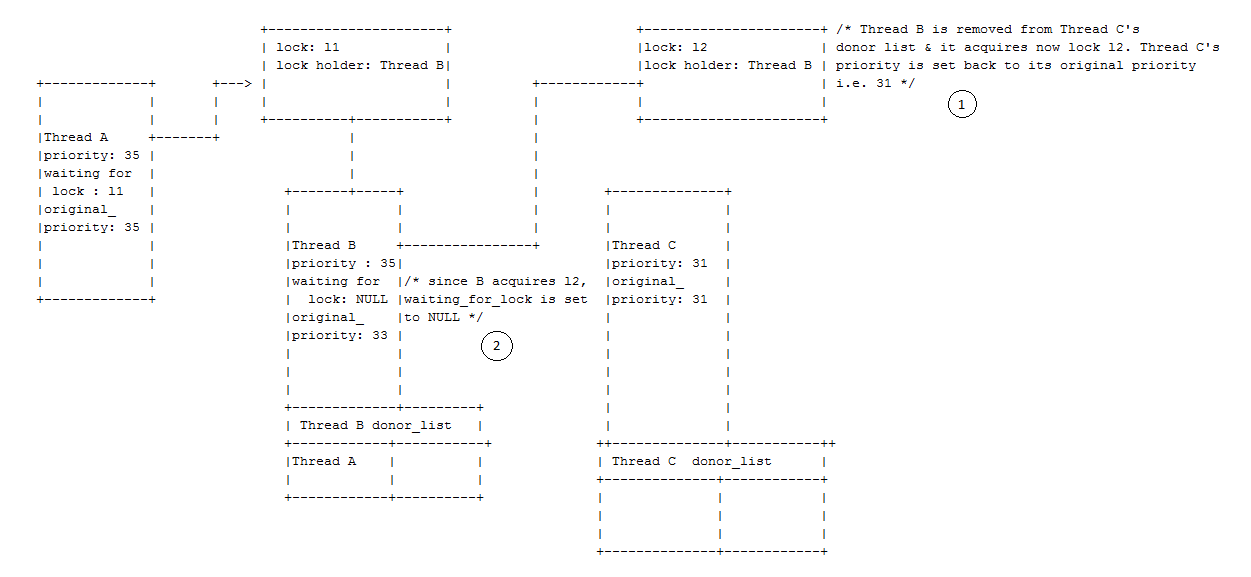 lock: l1
lock holder: Thread B
lock: l2
lock holder: Thread B
/* Thread B is removed from Thread C's
donor list & it acquires now lock l2. Thread C's
priority is set back to its original priority
i.e. 31 */
1
Thread A
priority: 35
waiting for
lock : l1
original_
priority: 35
Thread B
priority : 35
waiting for
lock: NULL
original_
priority: 33
/* since B acquires l2,
waiting_for_lock is set
to NULL */
2
Thread C
priority: 31
original_
priority: 31
Thread B donor_list
Thread A
Thread C donor_list